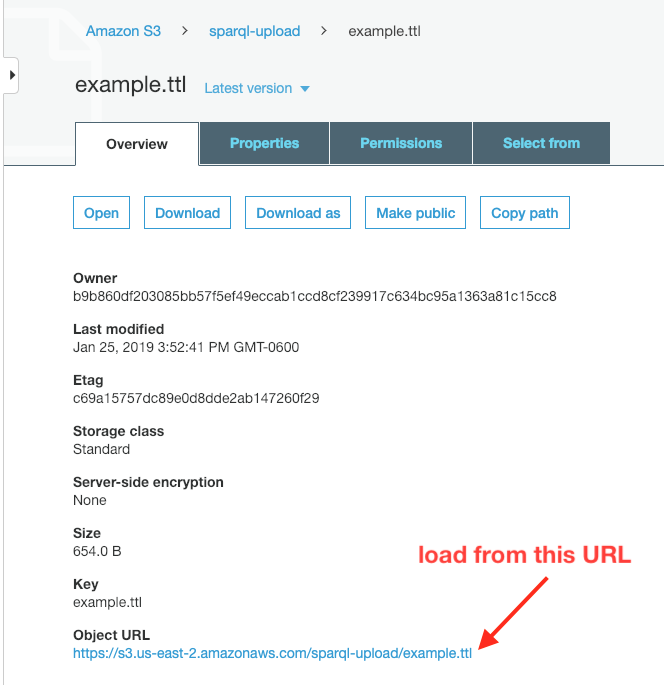 Amazon S3 > sparql-upload > example.ttl
example.ttl Latest version
Overview Properties Permissions Select from
Open Download Download as Make public Copy path
Owner
b9b860df203085bb57f5ef49eccab1ccd8cf239917c634bc95a1363a81c15cc8
Last modified
Jan 25, 2019 3:52:41 PM GMT-0600
Etag
c69a15757dc89e0d8dde2ab147260f29
Storage class
Standard
Server-side encryption
None
Size
654.0 B
load from this URL
Key
example.ttl
Object URL
https://s3.us-east-2.amazonaws.com/sparql-upload/example.ttl